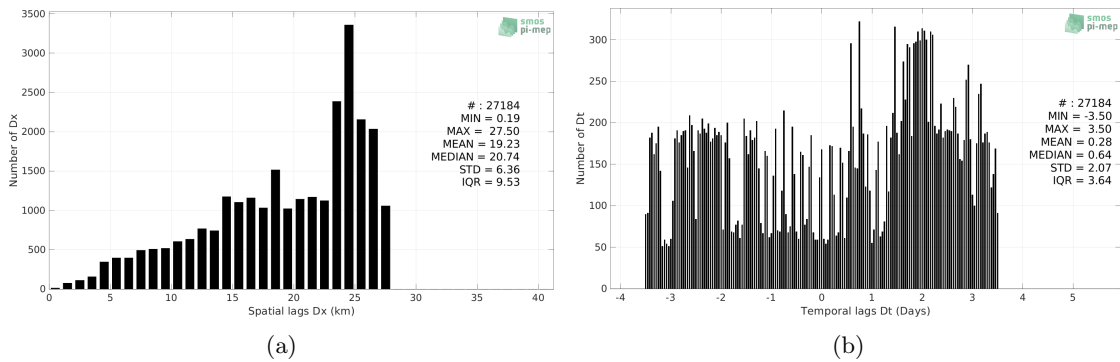 3500
3000
2500
2000
1500
1000
500
0
Number of Dx
0 5 10 15 20 25 30 35 40
Spatial lags Dx (km)
smos
pi-mep
# : 27184
MIN = 0.19
MAX = 27.50
MEAN = 19.23
MEDIAN = 20.74
STD = 6.36
IQR = 9.53
(a)
300
250
200
150
100
50
0
Number of Dt
-4 -3 -2 -1 0 1 2 3 4 5
Temporal lags Dt (Days)
smos
pi-mep
# : 27184
MIN = -3.50
MAX = 3.50
MEAN = 0.28
MEDIAN = 0.64
STD = 2.07
IQR = 3.64
(b)